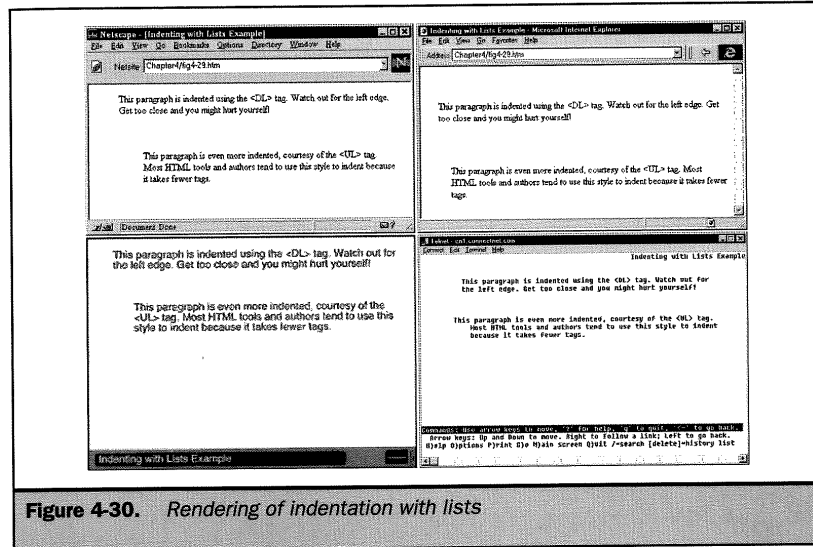 Netscape - [Indenting with Lists Example]
File Edit View Go Bookmarks Options Directory Window Help
Netsite Chapter4/fig4-29.htm
N
This paragraph is indented using the <DL> tag. Watch out for the left edge.
Get too close and you might hurt yourself!
This paragraph is even more indented, courtesy of the <UL> tag.
Most HTML tools and authors tend to use this style to indent because
it takes fewer tags.
Document: Done
Indenting with Lists Example - Microsoft Internet Explorer
File Edit View Go Favorites Help
Address Chapter4/fig4-29.htm
This paragraph is indented using the <DL> tag. Watch out for the left edge. Get
too close and you might hurt yourself!
This paragraph is even more indented, courtesy of the <UL> tag. Most
HTML tools and authors tend to use this style to indent because it takes fewer
tags.
This paragraph is indented using the <DL> tag. Watch out for
the left edge. Get too close and you might hurt yourself!
This paragraph is even more indented, courtesy of the
<UL> tag. Most HTML tools and authors tend to use this
style to indent because it takes fewer tags.
Indenting with Lists Example
Telnet - cn1.connectnet.com
Connect Edit Terminal Help
Indenting with Lists Example
This paragraph is indented using the <DL> tag. Watch out for
the left edge. Get too close and you might hurt yourself!
This paragraph is even more indented, courtesy of the <UL> tag.
Most HTML tools and authors tend to use this style to indent
because it takes fewer tags.
Commands: Use arrow keys to move, '?' for help, 'q' to quit, '<-' to go back.
Arrow keys: Up and Down to move. Right to follow a link; Left to go back.
H)elp O)ptions P)rint G)o M)ain screen Q)uit /=search [delete]=history list
Figure 4-30. Rendering of indentation with lists